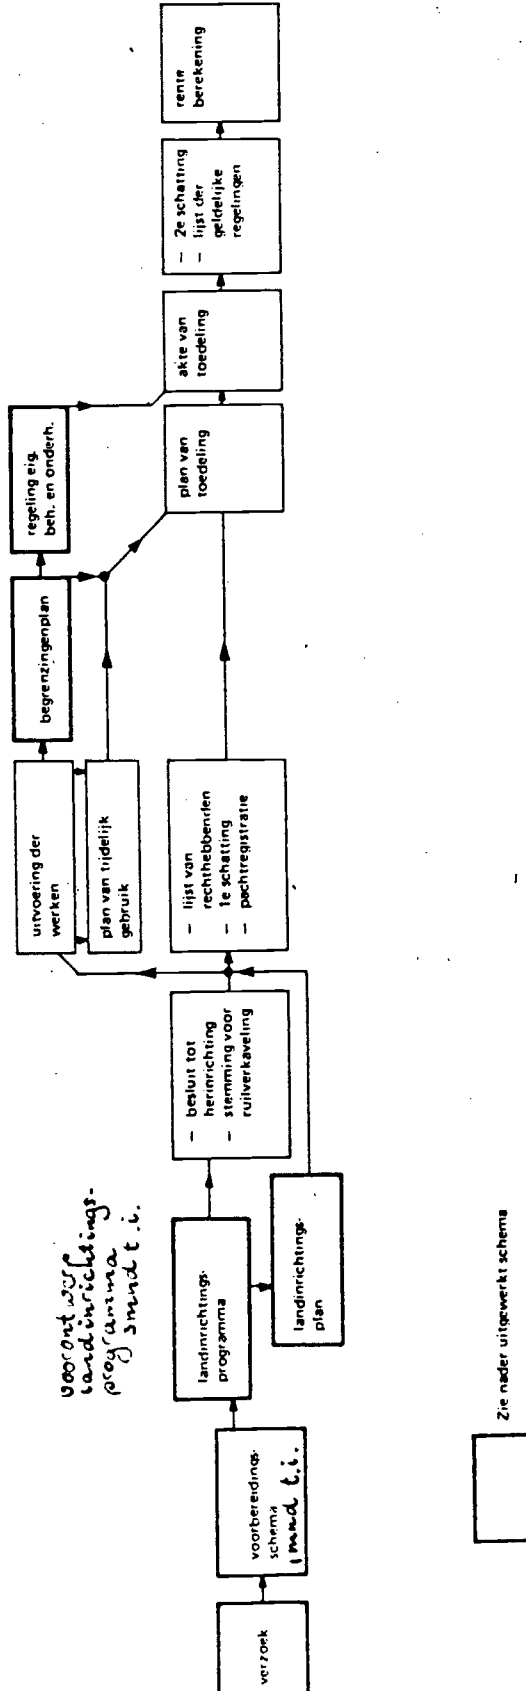 verzoek
voorbereidings-
schema
1 mnd t.i.
voorontwerp
landinrichtings-
programma
3 mnd t.i.
landinrichtings-
programma
landinrichtings-
plan
– besluit tot
herinrichting
– stemming voor
ruilverkaveling
uitvoering der
werken
plan van tijdelijk
gebruik
– lijst van
rechthebbenden
– 1e schatting
– pachtregistratie
begrenzingenplan
regeling eig.
beh. en onderh.
plan van
toedeling
akte van
toedeling
– 2e schatting
– lijst der
geldelijke
regelingen
rente
berekening
Zie nader uitgewerkt schema